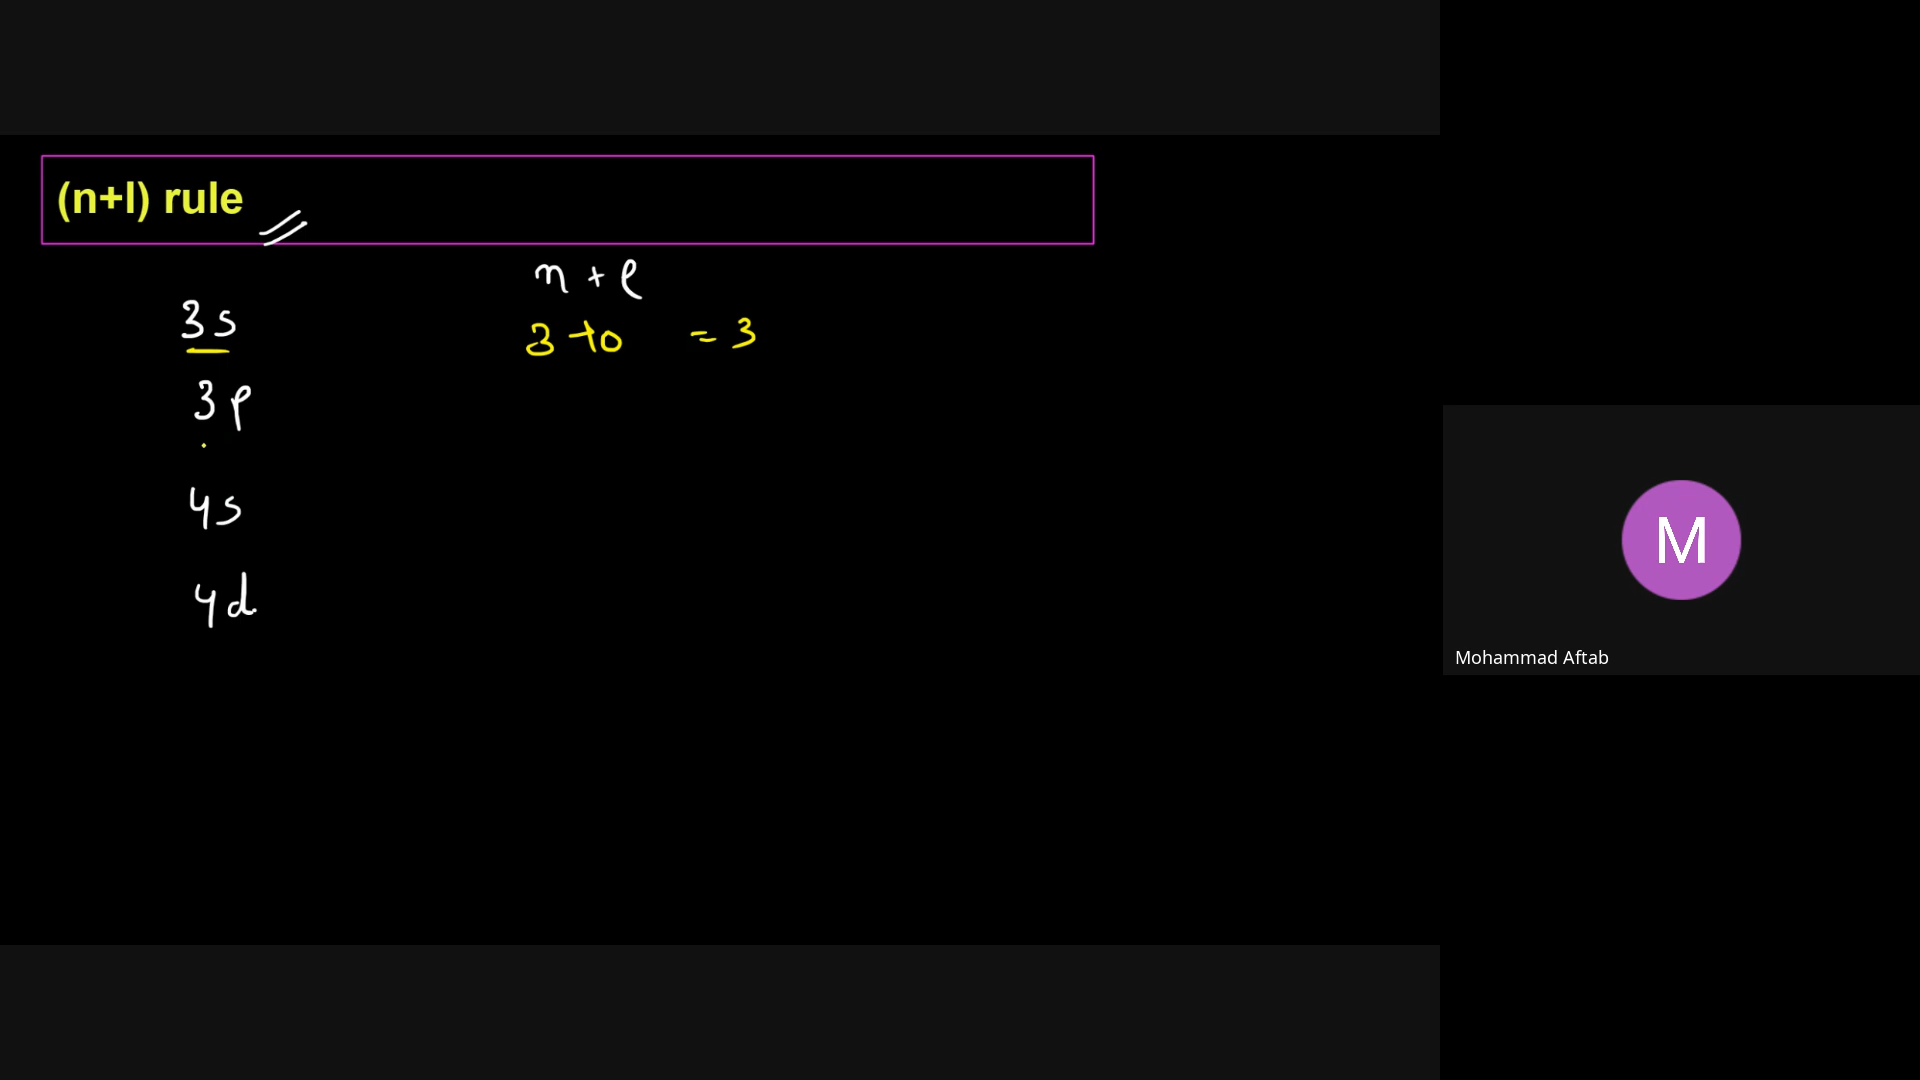 (n+l) rule
n + l
3s
3 + 0 = 3
3p
4s
4d
M
Mohammad Aftab